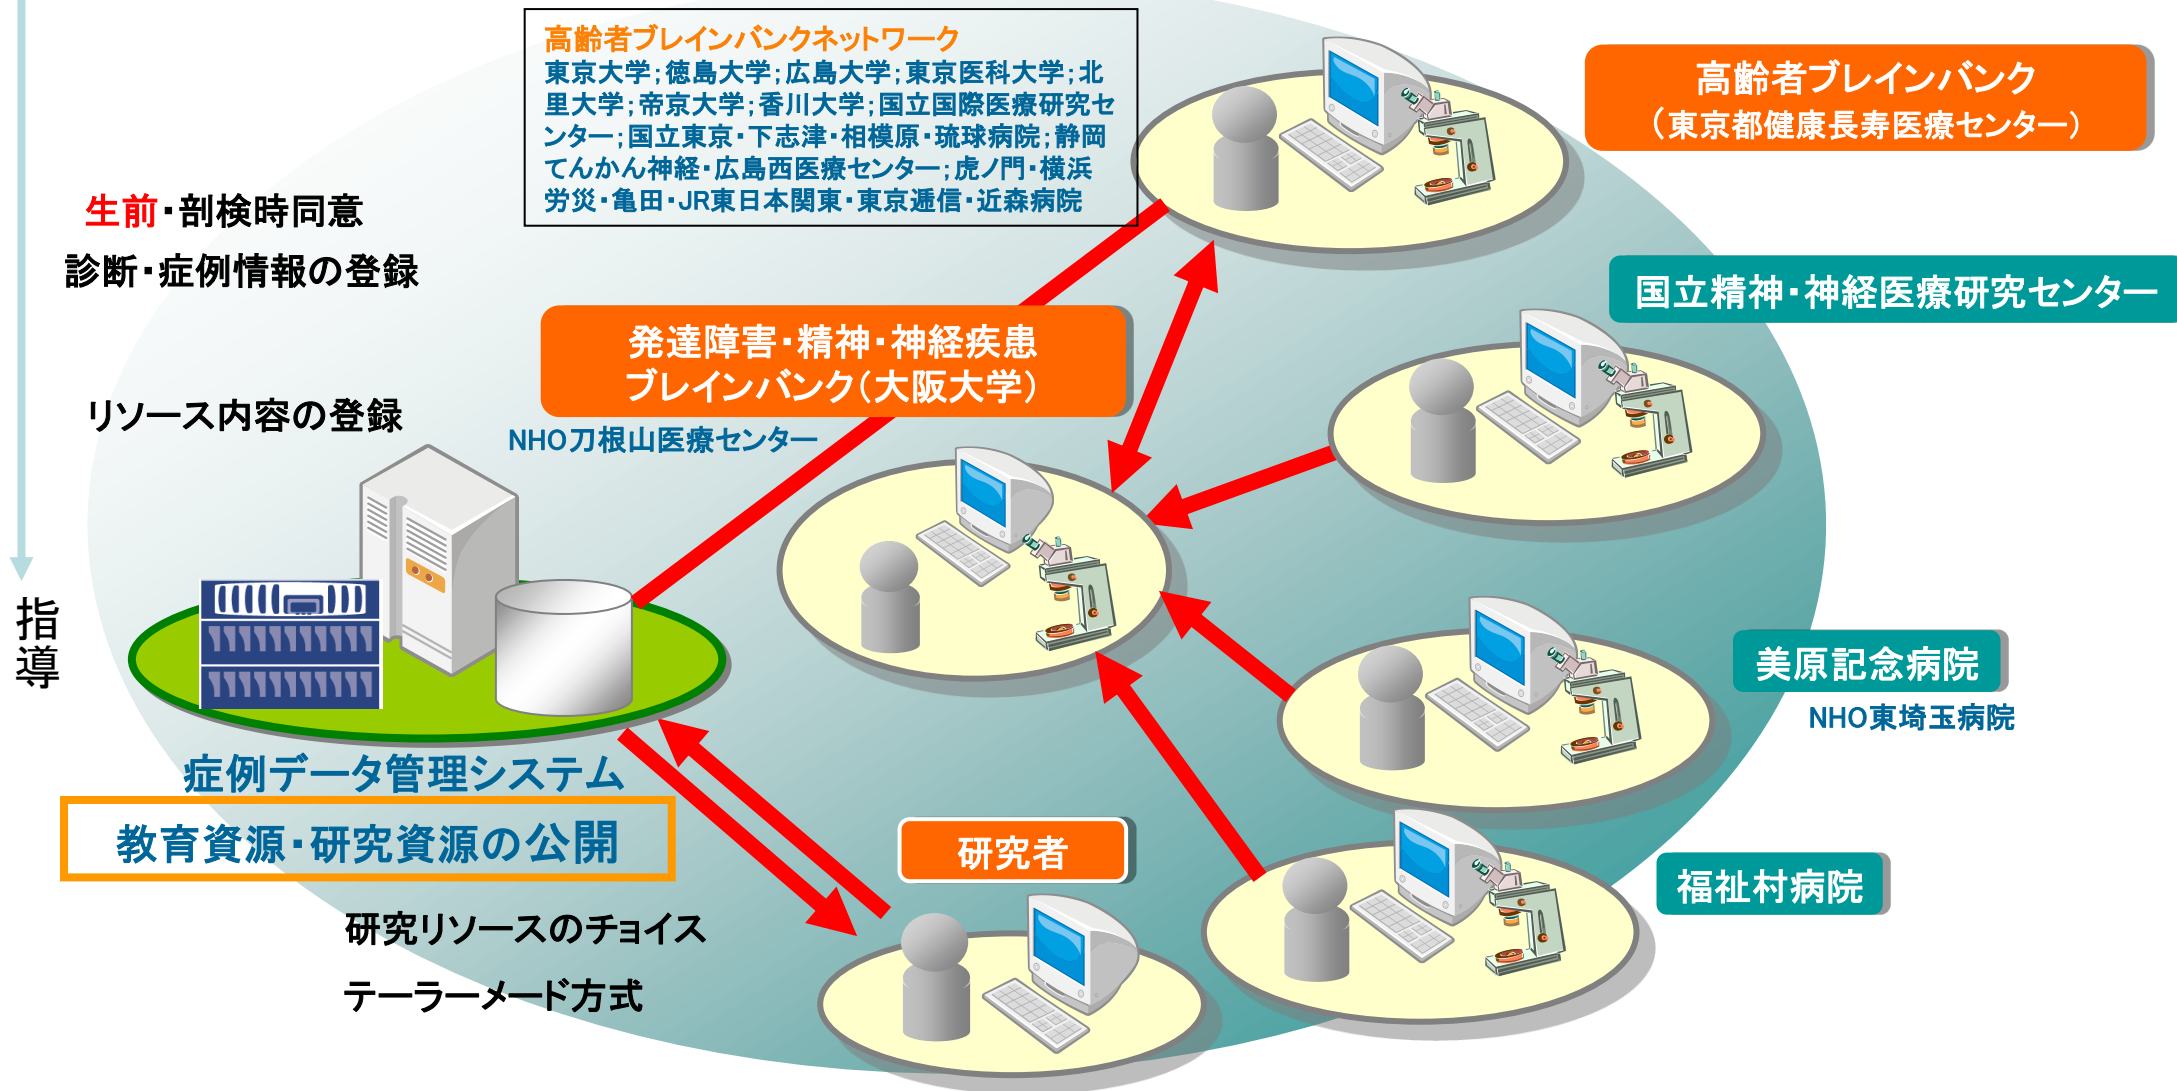 高齢者ブレインバンクネットワーク
東京大学；徳島大学；広島大学；東京医科大学；北
里大学；帝京大学；香川大学；国立国際医療研究セ
ンター；国立東京・下志津・相模原・琉球病院；静岡
てんかん神経・広島西医療センター；虎ノ門・横浜
労災・亀田・JR東日本関東・東京逓信・近森病院
高齢者ブレインバンク
（東京都健康長寿医療センター）
生前・剖検時同意
診断・症例情報の登録
国立精神・神経医療研究センター
発達障害・精神・神経疾患
ブレインバンク（大阪大学）
NHO刀根山医療センター
リソース内容の登録
指導
美原記念病院
NHO東埼玉病院
症例データ管理システム
教育資源・研究資源の公開
研究者
福祉村病院
研究リソースのチョイス
テーラーメード方式